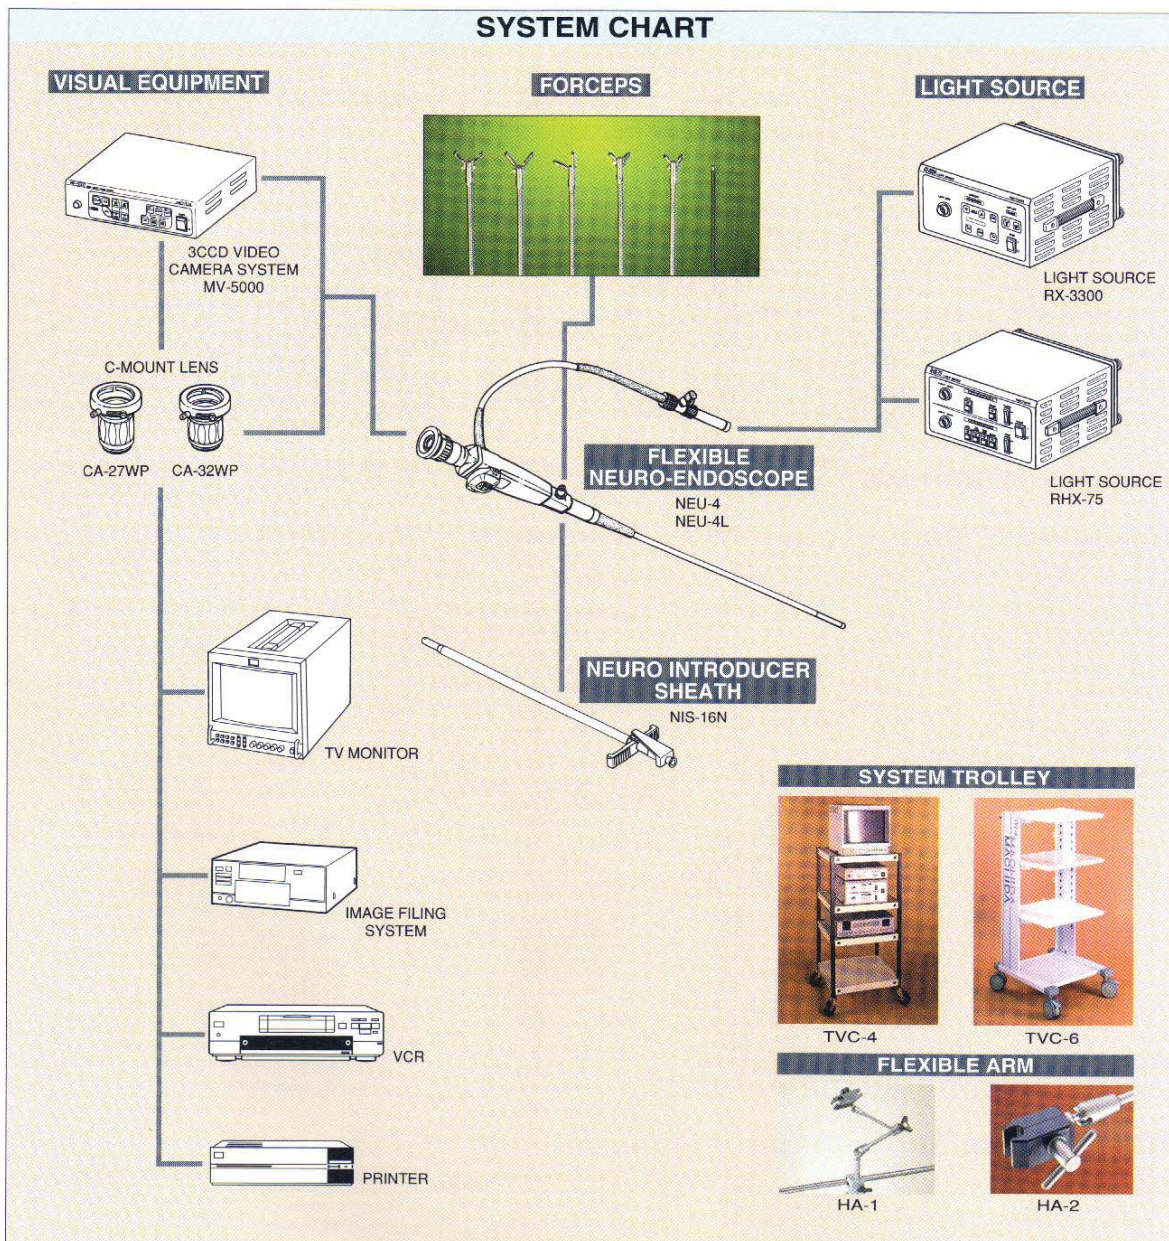 SYSTEM CHART
VISUAL EQUIPMENT
FORCEPS
LIGHT SOURCE
3CCD VIDEO
CAMERA SYSTEM
MV-5000
LIGHT SOURCE
RX-3300
C-MOUNT LENS
CA-27WP
CA-32WP
FLEXIBLE
NEURO-ENDOSCOPE
NEU-4
NEU-4L
LIGHT SOURCE
RHX-75
NEURO INTRODUCER
SHEATH
NIS-16N
TV MONITOR
IMAGE FILING
SYSTEM
VCR
PRINTER
SYSTEM TROLLEY
MACHIDA
TVC-4
TVC-6
FLEXIBLE ARM
HA-1
HA-2